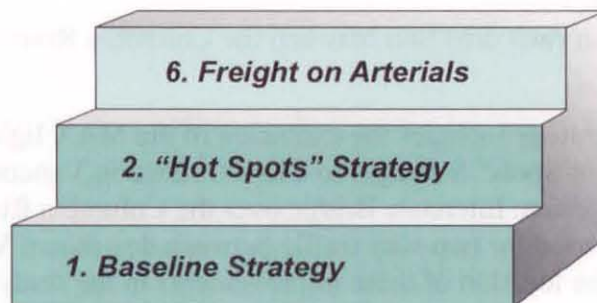 6. Freight on Arterials
2. "Hot Spots" Strategy
1. Baseline Strategy